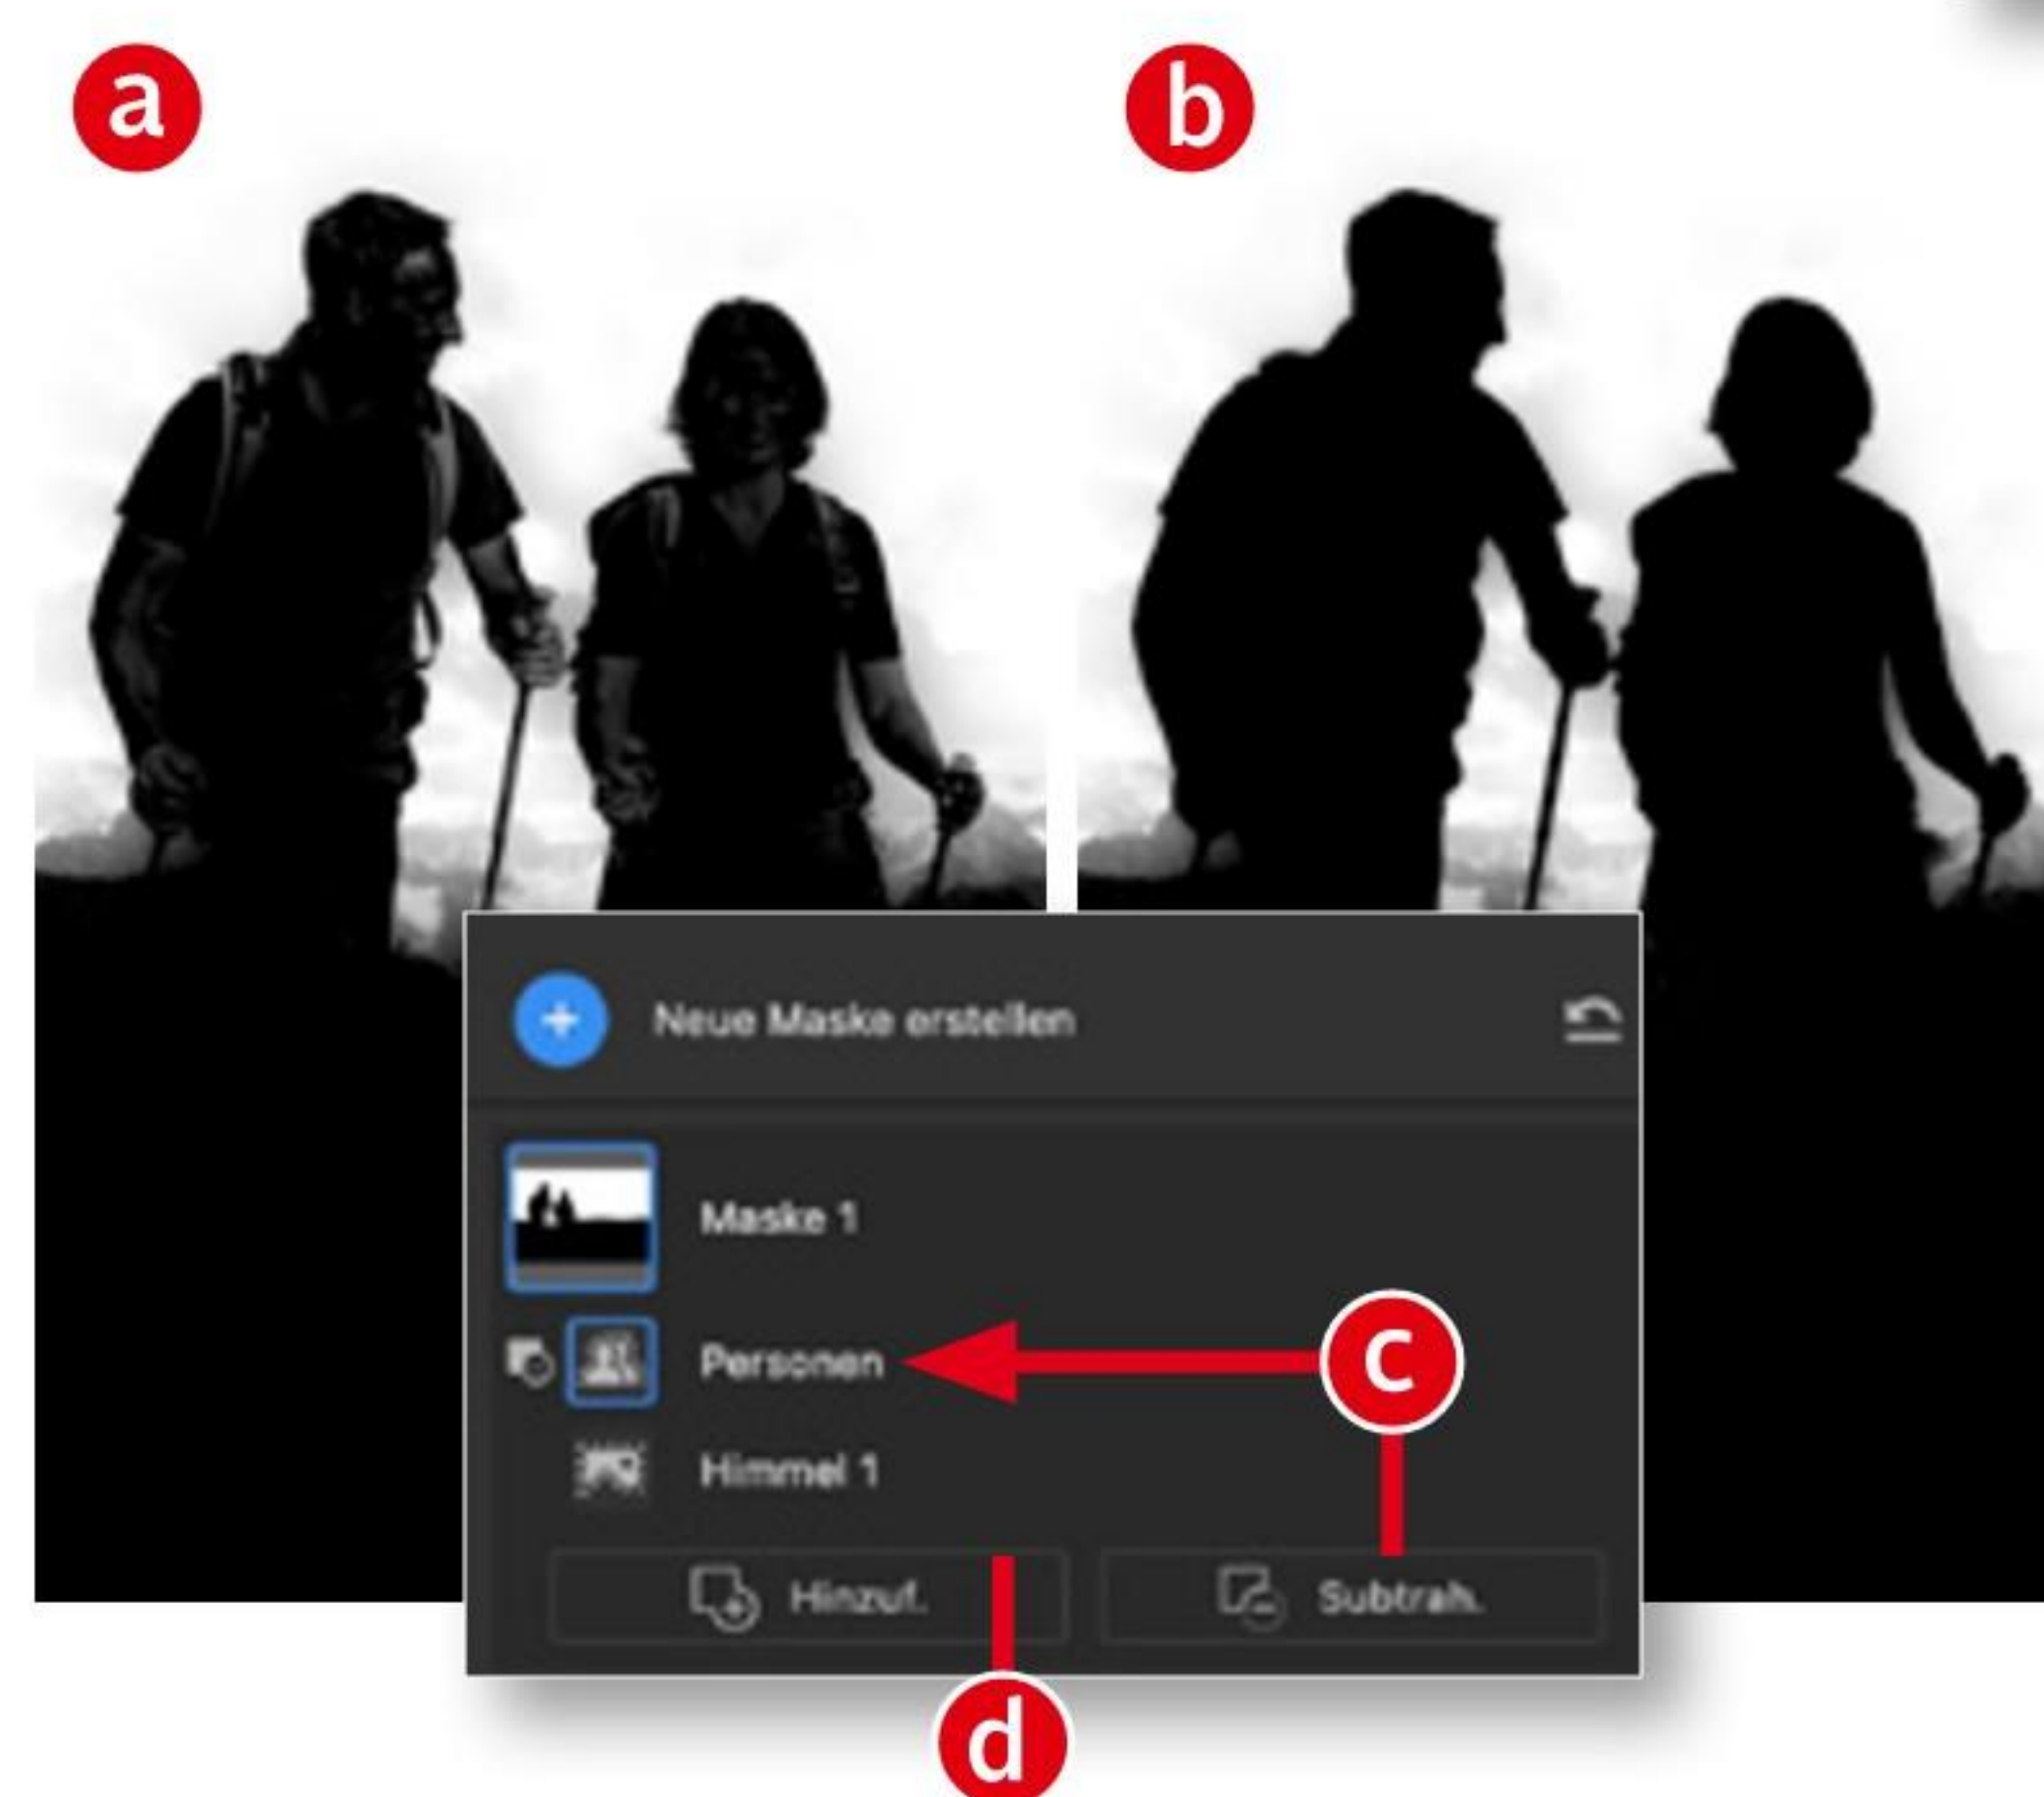 a
b
Neue Maske erstellen
Maske 1
Personen
c
Himmel 1
Hinzuf.
Subtrah.
d